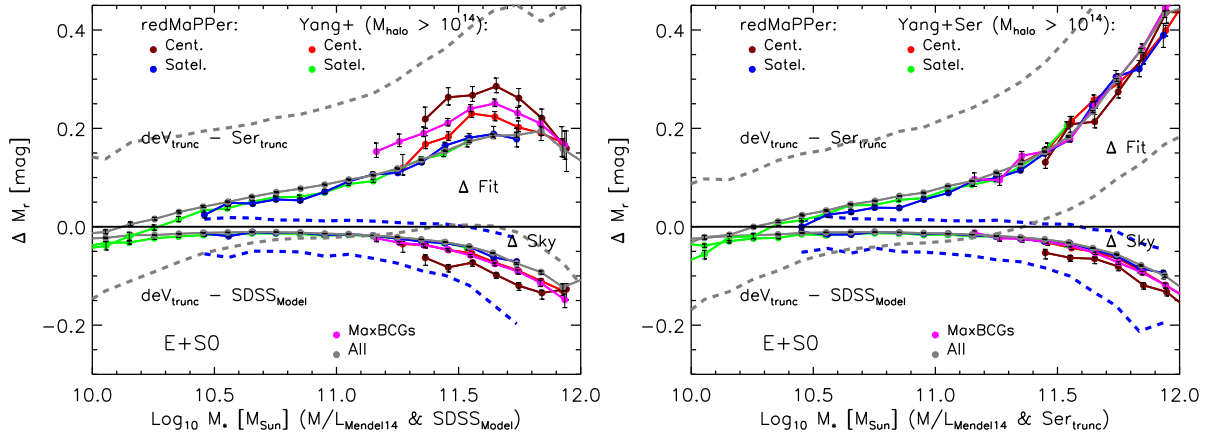 redMaPPer: Yang+ (M_halo > 10^14):
Cent. Cent.
Satel. Satel.
deV_trunc − Ser_trunc
Δ Fit
Δ Sky
deV_trunc − SDSS_Model
MaxBCGs
All
E+S0
0.4
0.2
0.0
−0.2
Δ M_r [mag]
10.0 10.5 11.0 11.5 12.0
Log_10 M_* [M_Sun] (M/L_Mendel14 & SDSS_Model)
redMaPPer: Yang+Ser (M_halo > 10^14):
Cent. Cent.
Satel. Satel.
deV_trunc − Ser_trunc
Δ Fit
Δ Sky
deV_trunc − SDSS_Model
MaxBCGs
All
E+S0
0.4
0.2
0.0
−0.2
Δ M_r [mag]
10.0 10.5 11.0 11.5 12.0
Log_10 M_* [M_Sun] (M/L_Mendel14 & Ser_trunc)